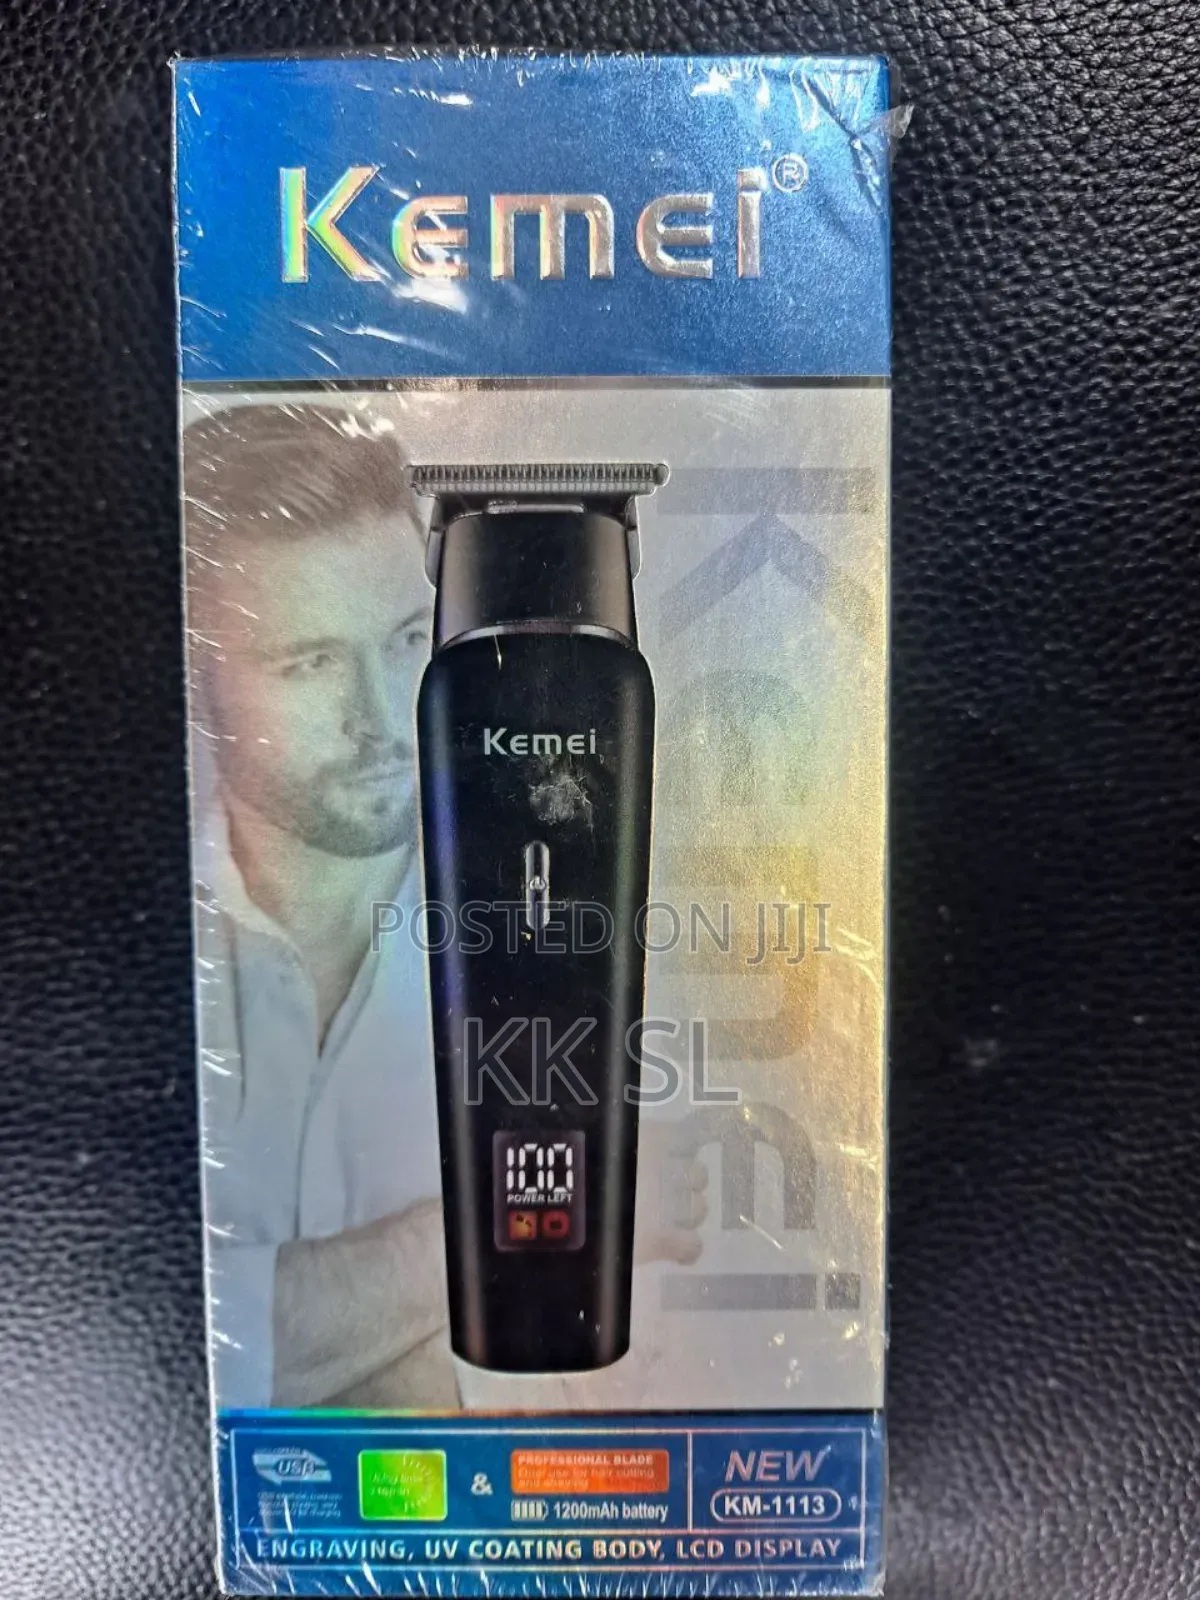 Kemei®
Kemei
Kemei
POSTED ON JIJI
KK SL
100
POWER LEFT
USB
&
PROFESSIONAL BLADE
1200mAh battery
NEW
KM-1113
ENGRAVING, UV COATING BODY, LCD DISPLAY